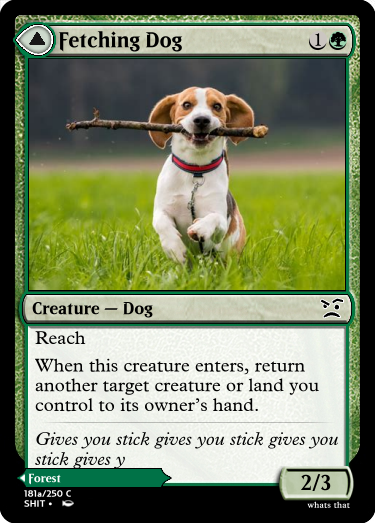 Fetching Dog 1
Creature — Dog
Reach
When this creature enters, return
another target creature or land you
control to its owner's hand.
Gives you stick gives you stick gives you
stick gives y
Forest
2/3
181a/250 C
SHIT •
whats that